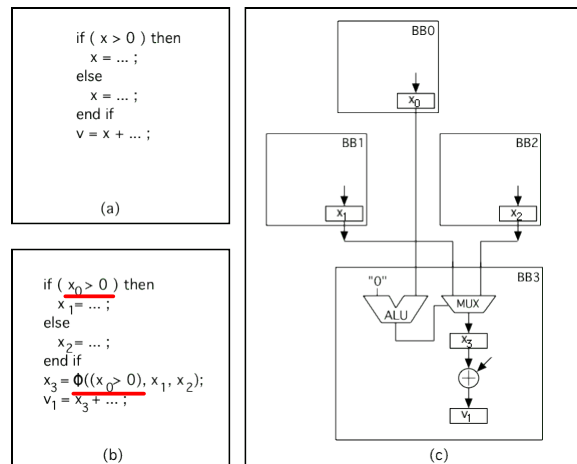 if ( x > 0 ) then
x = ... ;
else
x = ... ;
end if
v = x + ... ;
(a)
if ( x0 > 0 ) then
x1 = ... ;
else
x2 = ... ;
end if
x3 = Φ((x0 > 0), x1, x2);
v1 = x3 + ... ;
(b)
BB0
x0
BB1
x1
BB2
x2
BB3
"0"
ALU
MUX
x3
v1
(c)